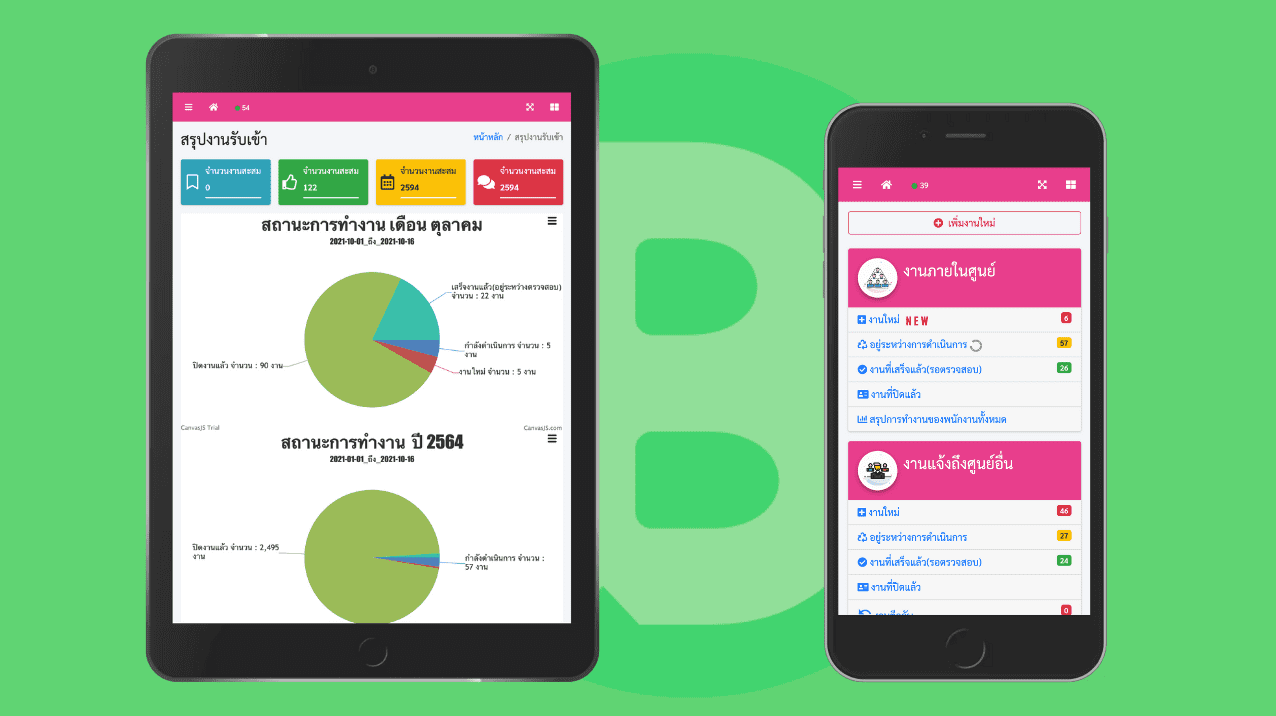 54
สรุปงานรับเข้า
หน้าหลัก / สรุปงานรับเข้า
จำนวนงานสะสม
0
จำนวนงานสะสม
122
จำนวนงานสะสม
2594
จำนวนงานสะสม
2594
สถานะการทำงาน เดือน ตุลาคม
2021-10-01_ถึง_2021-10-16
เสร็จงานแล้ว(อยู่ระหว่างตรวจสอบ)
จำนวน : 22 งาน
กำลังดำเนินการ จำนวน : 5
งาน
งานใหม่ จำนวน : 5 งาน
ปิดงานแล้ว จำนวน : 90 งาน
CanvasJS Trial
CanvasJS.com
สถานะการทำงาน ปี 2564
2021-01-01_ถึง_2021-10-16
ปิดงานแล้ว จำนวน : 2,495
งาน
กำลังดำเนินการ จำนวน :
57 งาน
39
เพิ่มงานใหม่
งานภายในศูนย์
งานใหม่ NEW 6
อยู่ระหว่างการดำเนินการ 57
งานที่เสร็จแล้ว(รอตรวจสอบ) 26
งานที่ปิดแล้ว
สรุปการทำงานของพนักงานทั้งหมด
งานแจ้งถึงศูนย์อื่น
งานใหม่ 46
อยู่ระหว่างการดำเนินการ 27
งานที่เสร็จแล้ว(รอตรวจสอบ) 24
งานที่ปิดแล้ว
0